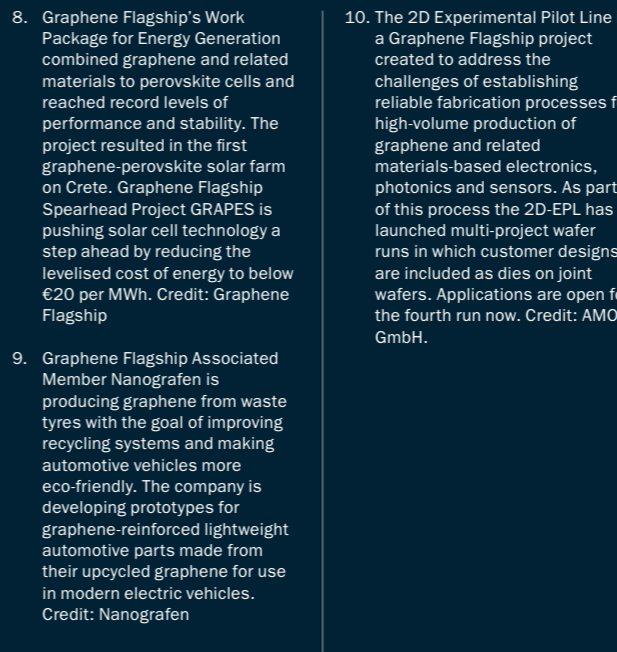 8. Graphene Flagship's Work
Package for Energy Generation
combined graphene and related
materials to perovskite cells and
reached record levels of
performance and stability. The
project resulted in the first
graphene-perovskite solar farm
on Crete. Graphene Flagship
Spearhead Project GRAPES is
pushing solar cell technology a
step ahead by reducing the
levelised cost of energy to below
€20 per MWh. Credit: Graphene
Flagship
9. Graphene Flagship Associated
Member Nanografen is
producing graphene from waste
tyres with the goal of improving
recycling systems and making
automotive vehicles more
eco-friendly. The company is
developing prototypes for
graphene-reinforced lightweight
automotive parts made from
their upcycled graphene for use
in modern electric vehicles.
Credit: Nanografen
10. The 2D Experimental Pilot Line
a Graphene Flagship project
created to address the
challenges of establishing
reliable fabrication processes
high-volume production of
graphene and related
materials-based electronics,
photonics and sensors. As part
of this process the 2D-EPL has
launched multi-project wafer
runs in which customer designs
are included as dies on joint
wafers. Applications are open
the fourth run now. Credit: AMO
GmbH.